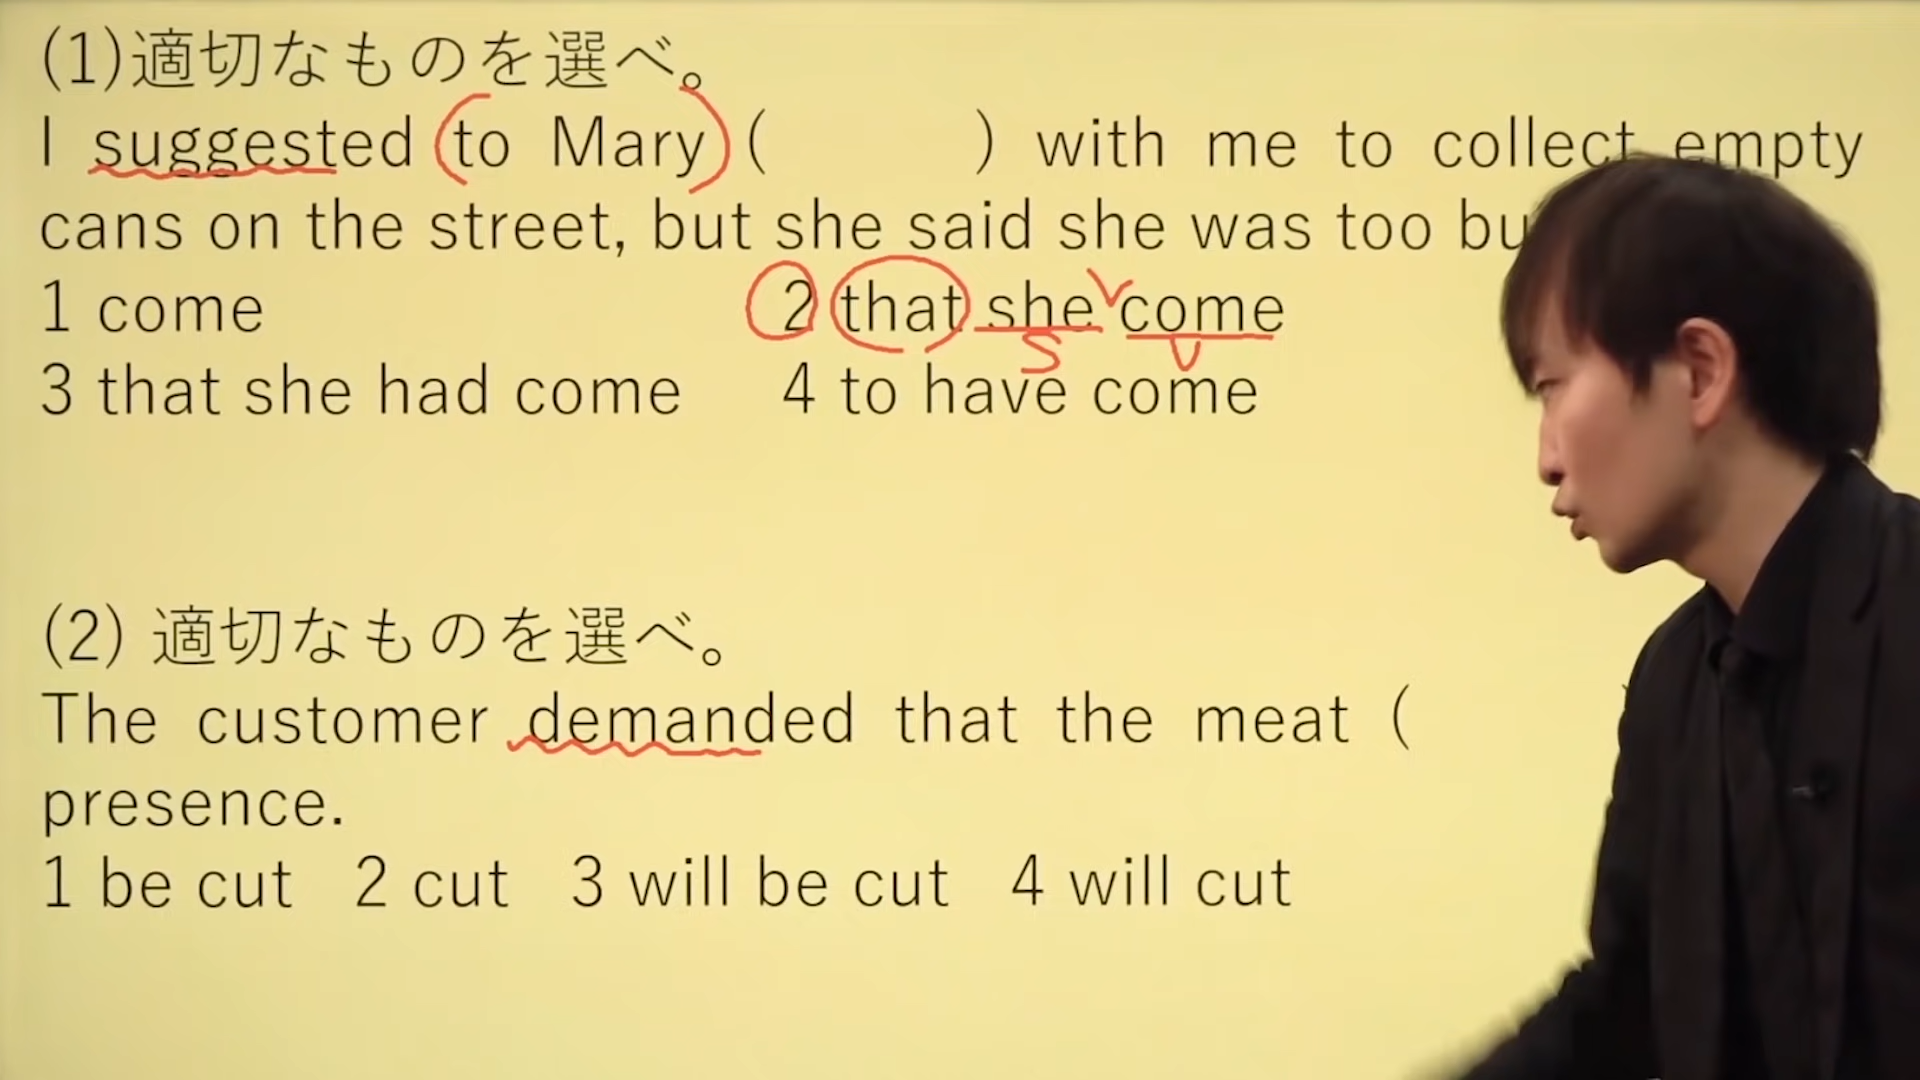 (1)適切なものを選べ。
I suggested (to Mary) ( ) with me to collect empty
cans on the street, but she said she was too
1 come 2 that she come
S V
3 that she had come 4 to have come
(2) 適切なものを選べ。
The customer demanded that the meat (
presence.
1 be cut 2 cut 3 will be cut 4 will cut